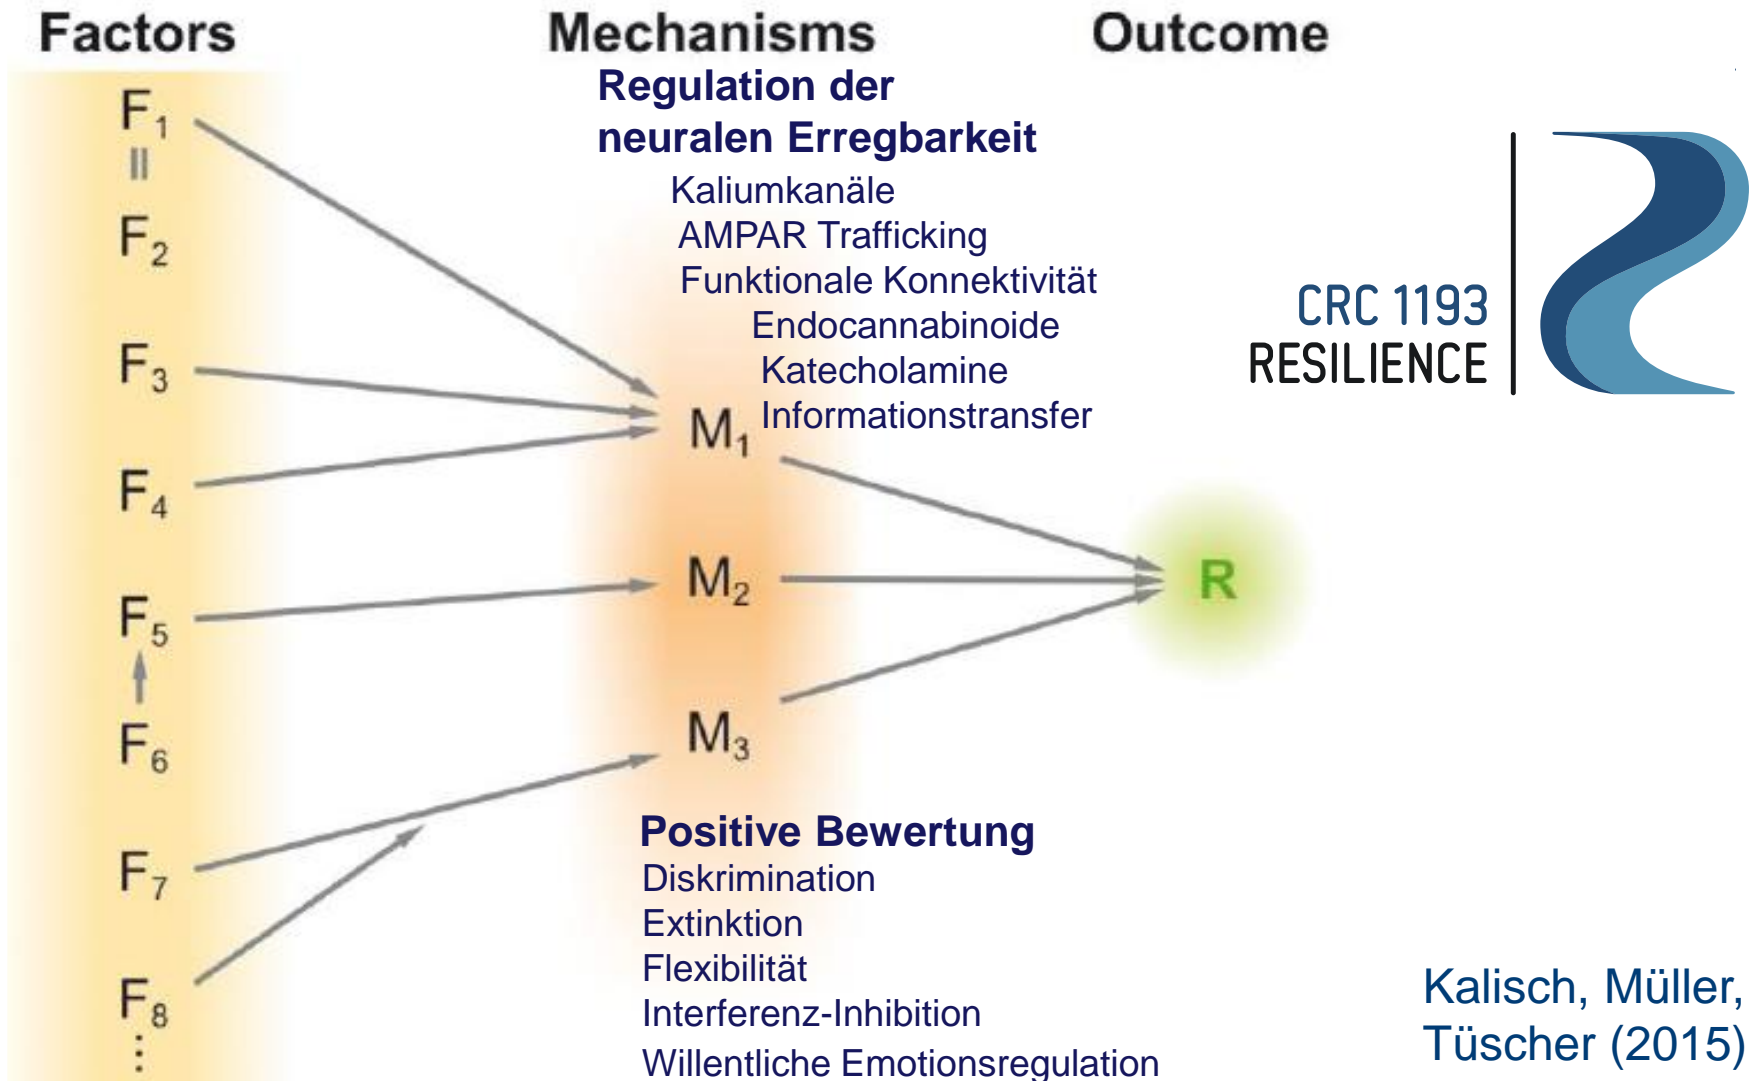 Factors
Mechanisms
Outcome
Regulation der
neuralen Erregbarkeit
Kaliumkanäle
AMPAR Trafficking
Funktionale Konnektivität
Endocannabinoide
Katecholamine
Informationstransfer
F1
F2
F3
F4
F5
F6
F7
F8
M1
M2
M3
R
CRC 1193
RESILIENCE
Positive Bewertung
Diskrimination
Extinktion
Flexibilität
Interferenz-Inhibition
Willentliche Emotionsregulation
Kalisch, Müller,
Tüscher (2015)